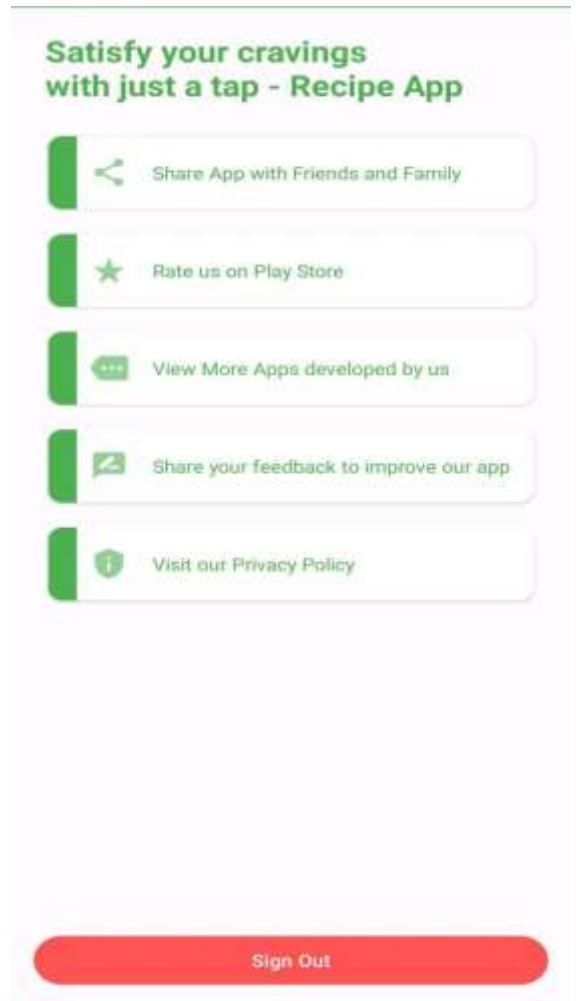 Satisfy your cravings
with just a tap - Recipe App
Share App with Friends and Family
Rate us on Play Store
View More Apps developed by us
Share your feedback to improve our app
Visit our Privacy Policy
Sign Out